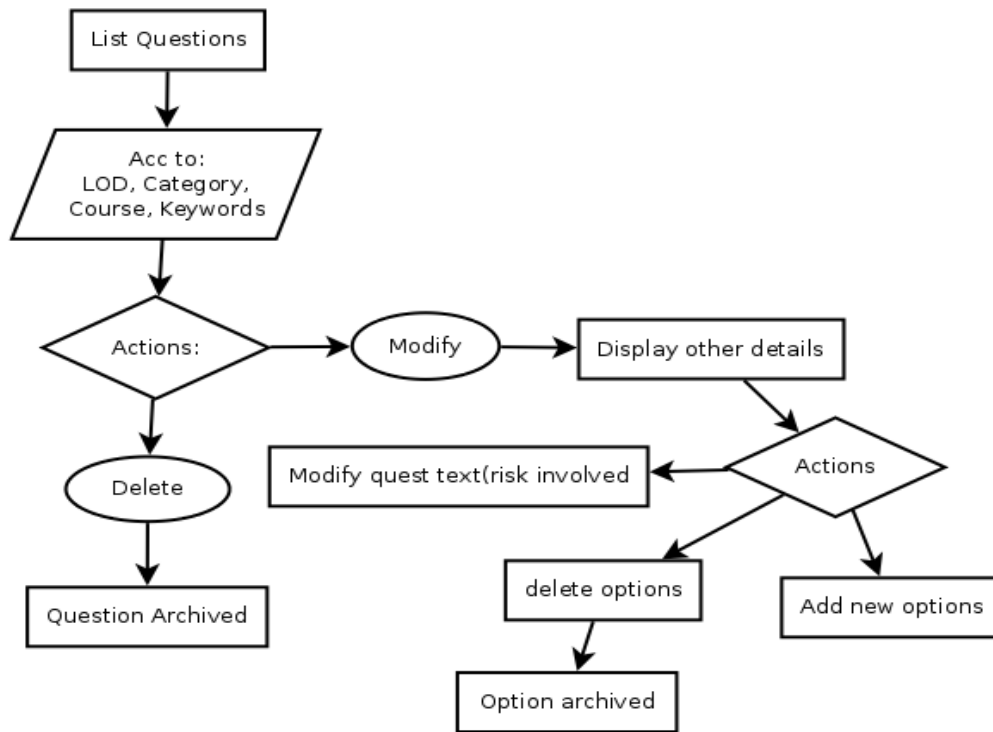 List Questions
Acc to:
LOD, Category,
Course, Keywords
Actions:
Modify
Display other details
Delete
Modify quest text(risk involved
Actions
Question Archived
delete options
Add new options
Option archived